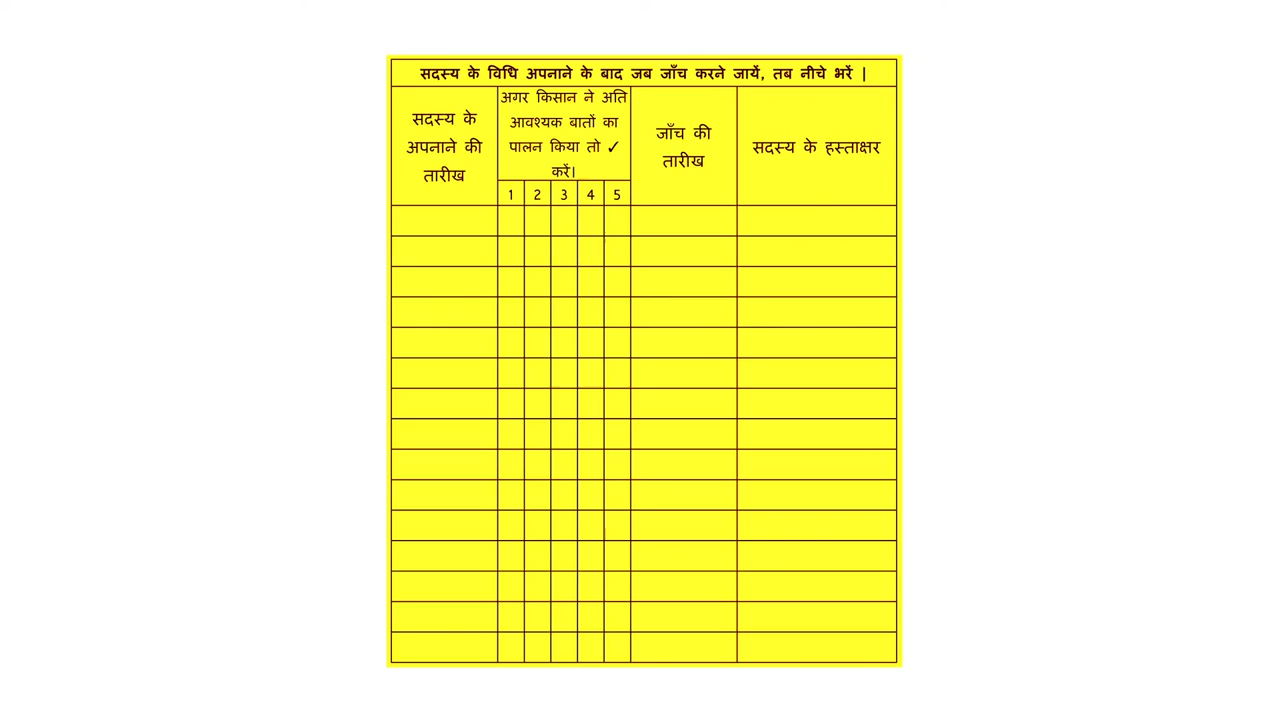 सदस्य के विधि अपनाने के बाद जब जाँच करने जायें, तब नीचे भरें |
सदस्य के
अपनाने की
तारीख
अगर किसान ने अति
आवश्यक बातों का
पालन किया तो ✓
करें।
1 2 3 4 5
जाँच की
तारीख
सदस्य के हस्ताक्षर